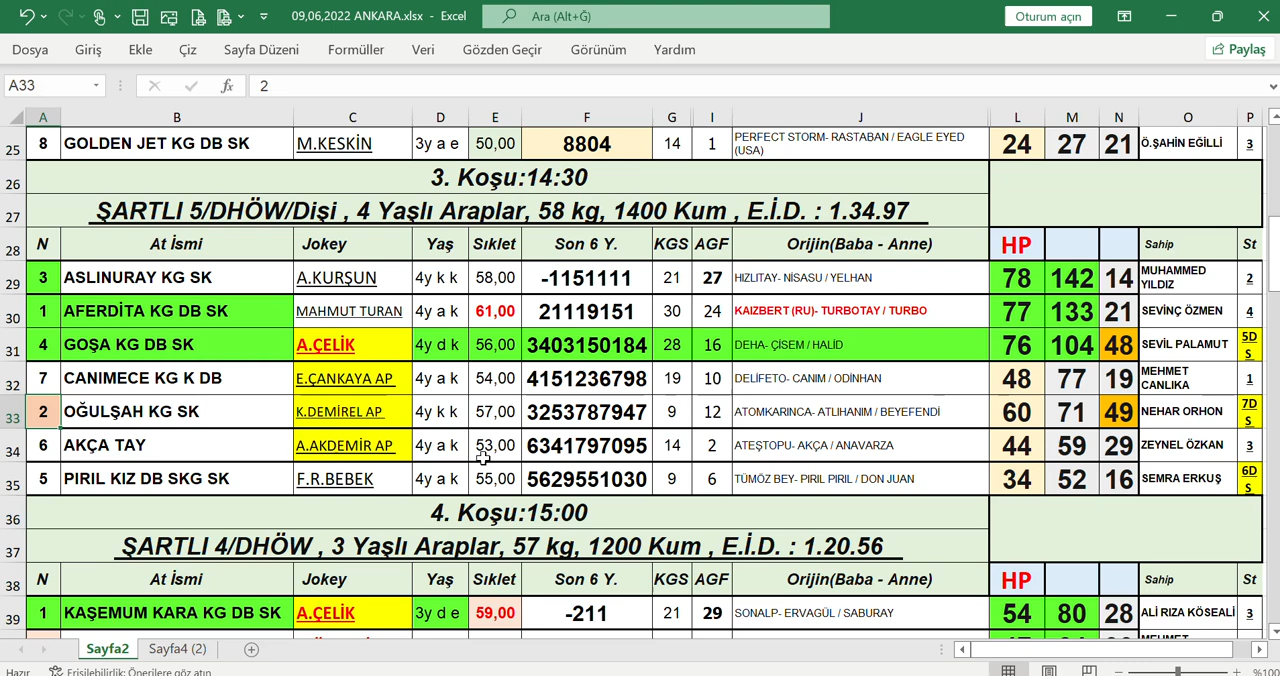 09,06,2022 ANKARA.xlsx - Excel
Ara (Alt+Ğ)
Oturum açın
Dosya Giriş Ekle Çiz Sayfa Düzeni Formüller Veri Gözden Geçir Görünüm Yardım Paylaş
A33 fx 2
A B C D E F G I J L M N O P
25 8 GOLDEN JET KG DB SK M.KESKİN 3y a e 50,00 8804 14 1 PERFECT STORM- RASTABAN / EAGLE EYED (USA) 24 27 21 Ö.ŞAHİN EĞİLLİ 3
26 3. Koşu:14:30
27 ŞARTLI 5/DHÖW/Dişi , 4 Yaşlı Araplar, 58 kg, 1400 Kum , E.İ.D. : 1.34.97
28 N At İsmi Jokey Yaş Sıklet Son 6 Y. KGS AGF Orijin(Baba - Anne) HP Sahip St
29 3 ASLINURAY KG SK A.KURŞUN 4y k k 58,00 -1151111 21 27 HIZLITAY- NİSASU / YELHAN 78 142 14 MUHAMMED YILDIZ 2
30 1 AFERDİTA KG DB SK MAHMUT TURAN 4y a k 61,00 21119151 30 24 KAIZBERT (RU)- TURBOTAY / TURBO 77 133 21 SEVİNÇ ÖZMEN 4
31 4 GOŞA KG DB SK A.ÇELİK 4y d k 56,00 3403150184 28 16 DEHA- ÇİSEM / HALİD 76 104 48 SEVİL PALAMUT 5D S
32 7 CANIMECE KG K DB E.ÇANKAYA AP 4y a k 54,00 4151236798 19 10 DELİFETO- CANIM / ODİNHAN 48 77 19 MEHMET CANLIKA 1
33 2 OĞULŞAH KG SK K.DEMİREL AP 4y k k 57,00 3253787947 9 12 ATOMKARINCA- ATLIHANIM / BEYEFENDİ 60 71 49 NEHAR ORHON 7D S
34 6 AKÇA TAY A.AKDEMİR AP 4y a k 53,00 6341797095 14 2 ATEŞTOPU- AKÇA / ANAVARZA 44 59 29 ZEYNEL ÖZKAN 3
35 5 PIRIL KIZ DB SKG SK F.R.BEBEK 4y a k 55,00 5629551030 9 6 TÜMÖZ BEY- PIRIL PIRIL / DON JUAN 34 52 16 SEMRA ERKUŞ 6D S
36 4. Koşu:15:00
37 ŞARTLI 4/DHÖW , 3 Yaşlı Araplar, 57 kg, 1200 Kum , E.İ.D. : 1.20.56
38 N At İsmi Jokey Yaş Sıklet Son 6 Y. KGS AGF Orijin(Baba - Anne) HP Sahip St
39 1 KAŞEMUM KARA KG DB SK A.ÇELİK 3y d e 59,00 -211 21 29 SONALP- ERVAGÜL / SABURAY 54 80 28 ALİ RIZA KÖSEALİ 3
Sayfa2 Sayfa4 (2)
Hazır Erişilebilirlik: Önerilere göz atın %100